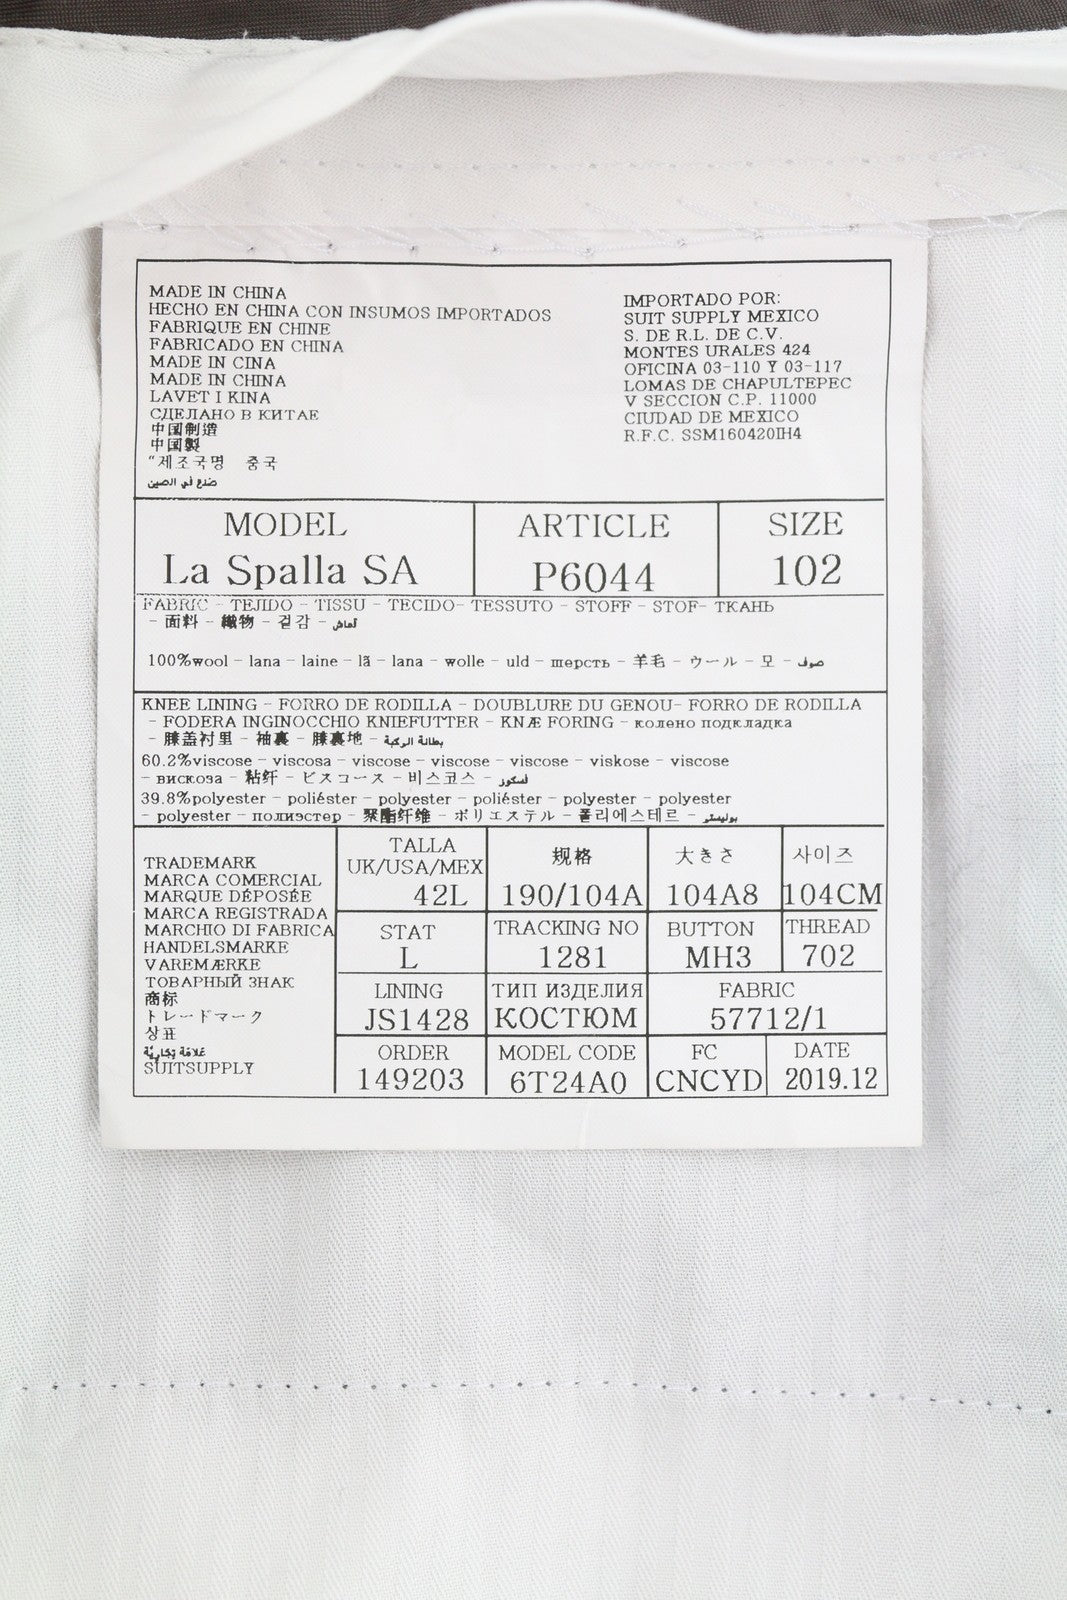 MADE IN CHINA
HECHO EN CHINA CON INSUMOS IMPORTADOS
FABRIQUE EN CHINE
FABRICADO EN CHINA
MADE IN CINA
MADE IN CHINA
LAVET I KINA
СДЕЛАНО В КИТАЕ
中国制造
中国製
"제조국명 중국
صنع في الصين
IMPORTADO POR:
SUIT SUPPLY MEXICO
S. DE R.L. DE C.V.
MONTES URALES 424
OFICINA 03-110 Y 03-117
LOMAS DE CHAPULTEPEC
V SECCION C.P. 11000
CIUDAD DE MEXICO
R.F.C. SSM160420IH4
MODEL
La Spalla SA
ARTICLE
P6044
SIZE
102
FABRIC - TEJIDO - TISSU - TECIDO- TESSUTO - STOFF - STOF- ТКАНЬ
- 面料 - 織物 - 겉감 - قماش
100%wool - lana - laine - lã - lana - wolle - uld - шерсть - 羊毛 - ウール - 모 - صوف
KNEE LINING - FORRO DE RODILLA - DOUBLURE DU GENOU- FORRO DE RODILLA
- FODERA INGINOCCHIO KNIEFUTTER - KNÆ FORING - колено подкладка
- 膝盖衬里 - 袖裏 - 膝裏地 - بطانة الركبة
60.2%viscose - viscosa - viscose - viscose - viscose - viskose - viscose
- вискоза - 粘纤 - ビスコース - 비스코스 - فسكوز
39.8%polyester - poliéster - polyester - poliéster - polyester - polyester
- polyester - полиэстер - 聚酯纤维 - ポリエステル - 폴리에스테르 - بوليستر
TRADEMARK
MARCA COMERCIAL
MARQUE DÉPOSÉE
MARCA REGISTRADA
MARCHIO DI FABRICA
HANDELSMARKE
VAREMÆRKE
ТОВАРНЫЙ ЗНАК
商标
トレードマーク
상표
علامة تجارية
SUITSUPPLY
TALLA
UK/USA/MEX
42L
规格
190/104A
大きさ
104A8
사이즈
104CM
STAT
L
TRACKING NO
1281
BUTTON
MH3
THREAD
702
LINING
JS1428
ТИП ИЗДЕЛИЯ
КОСТЮМ
FABRIC
57712/1
ORDER
149203
MODEL CODE
6T24A0
FC
CNCYD
DATE
2019.12